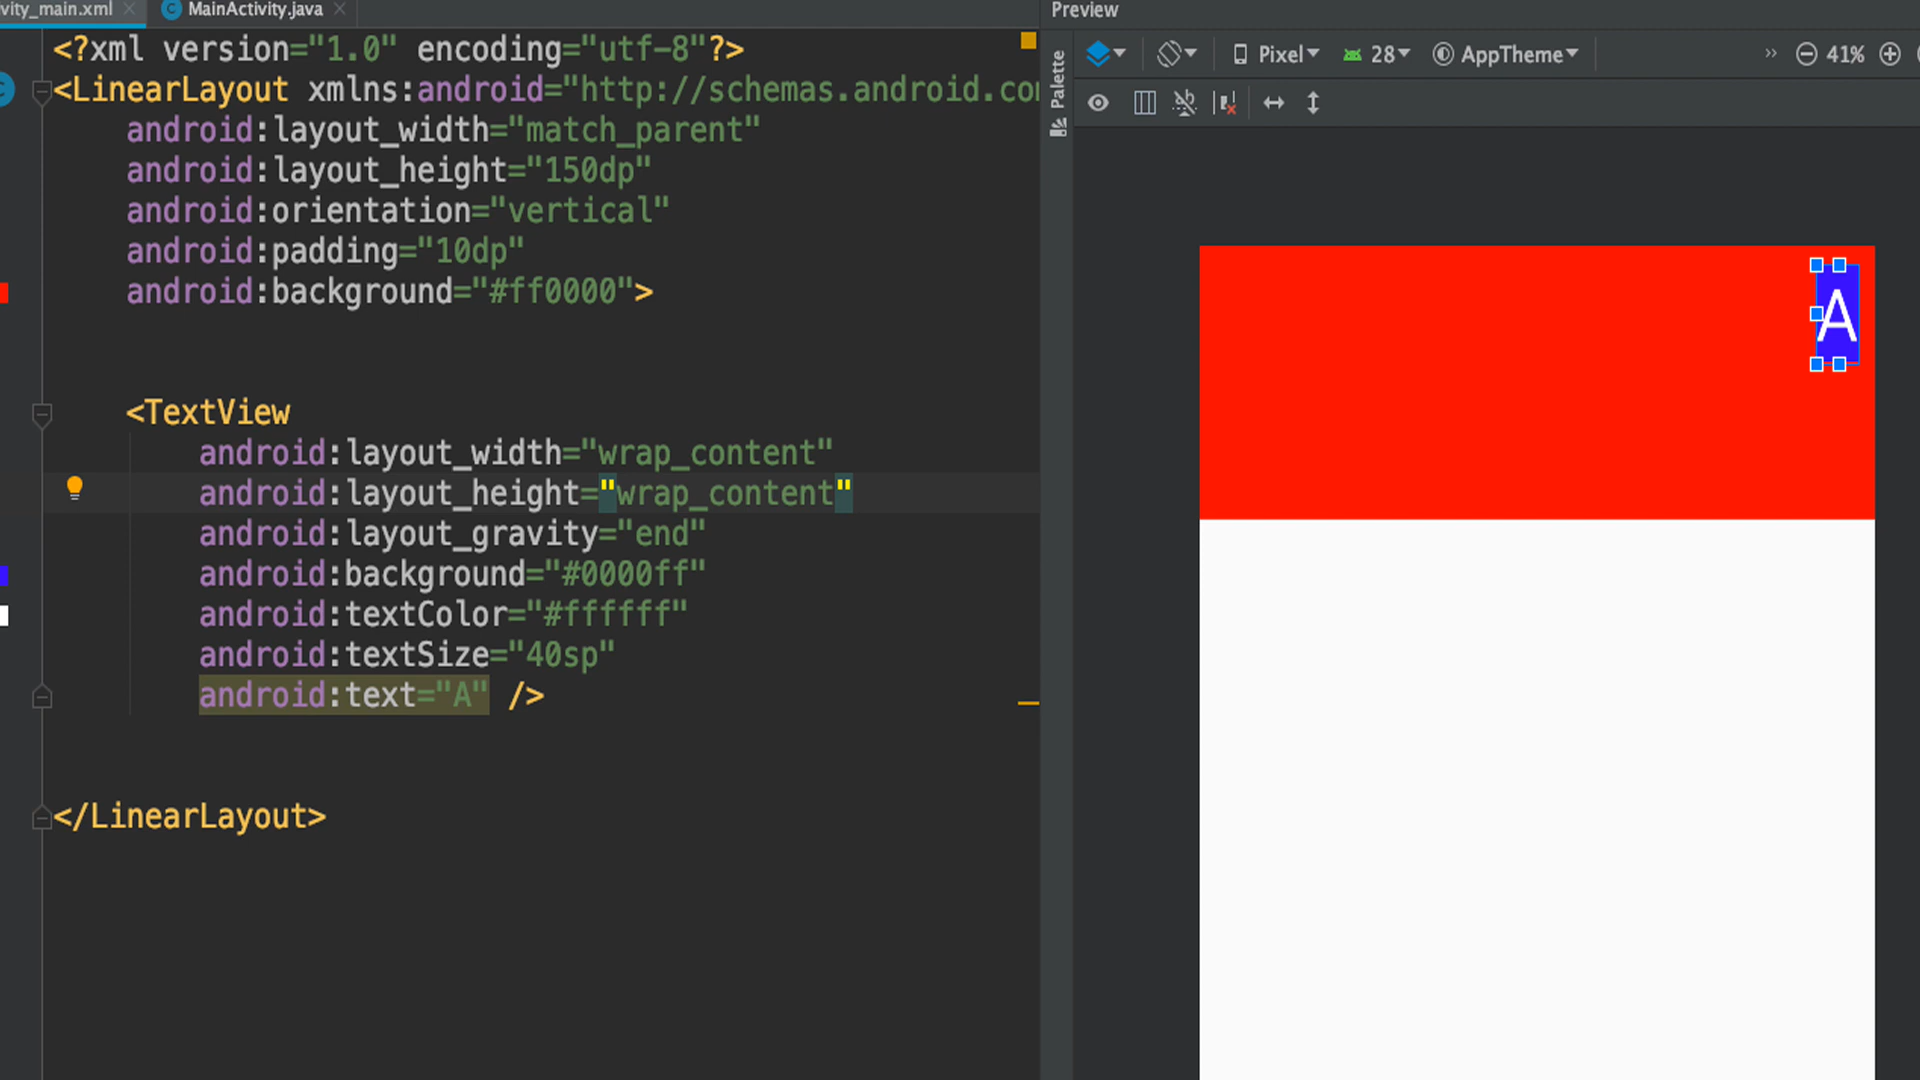 vity_main.xml
MainActivity.java
<?xml version="1.0" encoding="utf-8"?>
<LinearLayout xmlns:android="http://schemas.android.co
android:layout_width="match_parent"
android:layout_height="150dp"
android:orientation="vertical"
android:padding="10dp"
android:background="#ff0000">
<TextView
android:layout_width="wrap_content"
android:layout_height="wrap_content"
android:layout_gravity="end"
android:background="#0000ff"
android:textColor="#ffffff"
android:textSize="40sp"
android:text="A" />
</LinearLayout>
Preview
Palette
Pixel
28
AppTheme
41%
A